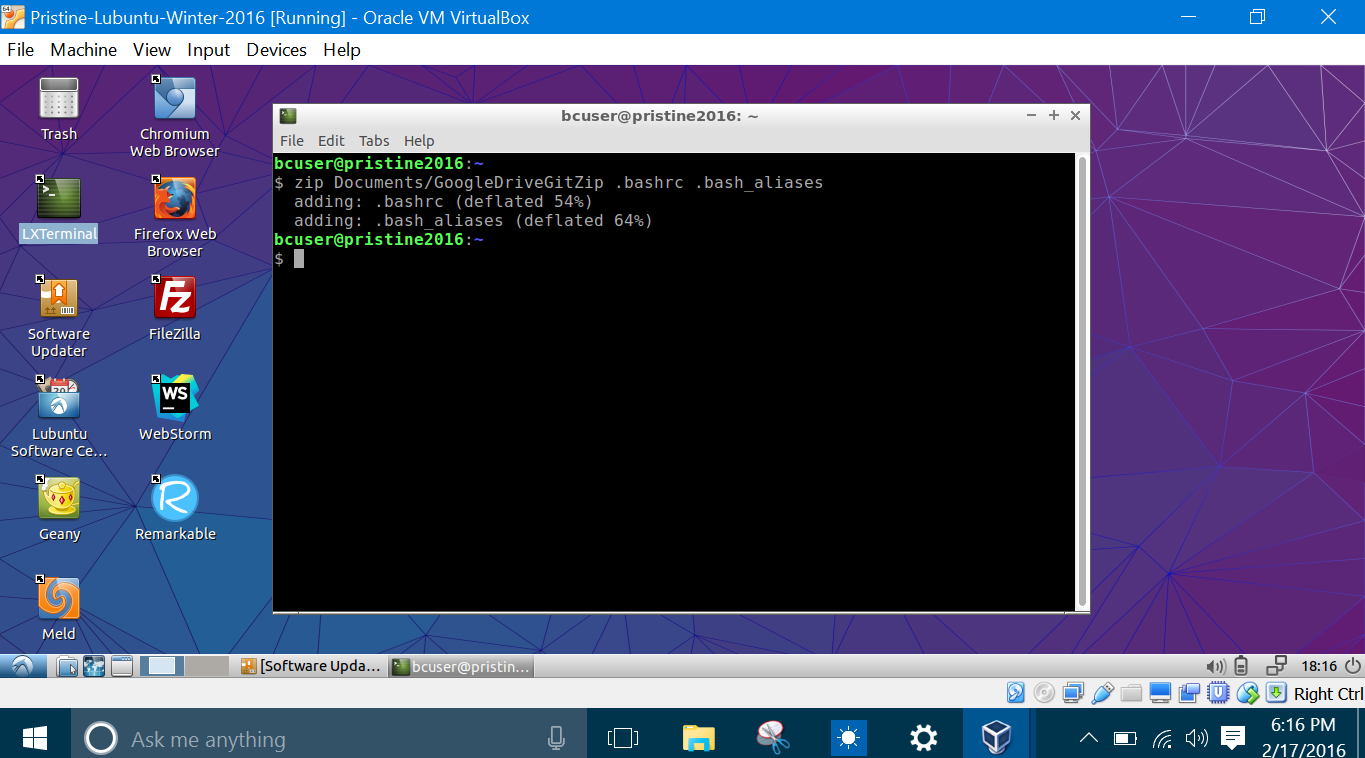 Pristine-Lubuntu-Winter-2016 [Running] - Oracle VM VirtualBox
File Machine View Input Devices Help
Trash
Chromium
Web Browser
LXTerminal
Firefox Web
Browser
Software
Updater
FileZilla
Lubuntu
Software Ce...
WS
WebStorm
Geany
Remarkable
Meld
bcuser@pristine2016: ~
File Edit Tabs Help
bcuser@pristine2016:~
$ zip Documents/GoogleDriveGitZip .bashrc .bash_aliases
adding: .bashrc (deflated 54%)
adding: .bash_aliases (deflated 64%)
bcuser@pristine2016:~
$
[Software Upda...
bcuser@pristin...
18:16
Right Ctrl
Ask me anything
6:16 PM
2/17/2016